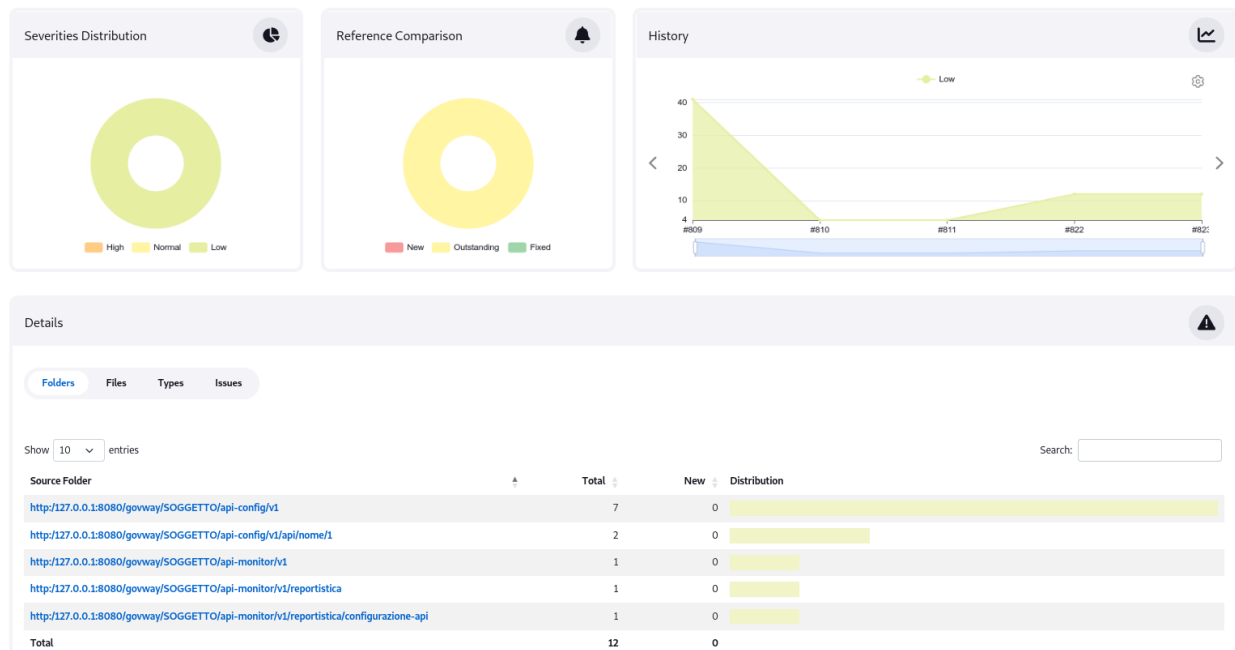 Severities Distribution
Reference Comparison
History
High Normal Low
New Outstanding Fixed
Low
40
30
20
10
4
#809 #810 #811 #822 #823
Details
Folders Files Types Issues
Show 10 entries
Search:
Source Folder Total New Distribution
http:/127.0.0.1:8080/govway/SOGGETTO/api-config/v1 7 0
http:/127.0.0.1:8080/govway/SOGGETTO/api-config/v1/api/nome/1 2 0
http:/127.0.0.1:8080/govway/SOGGETTO/api-monitor/v1 1 0
http:/127.0.0.1:8080/govway/SOGGETTO/api-monitor/v1/reportistica 1 0
http:/127.0.0.1:8080/govway/SOGGETTO/api-monitor/v1/reportistica/configurazione-api 1 0
Total 12 0